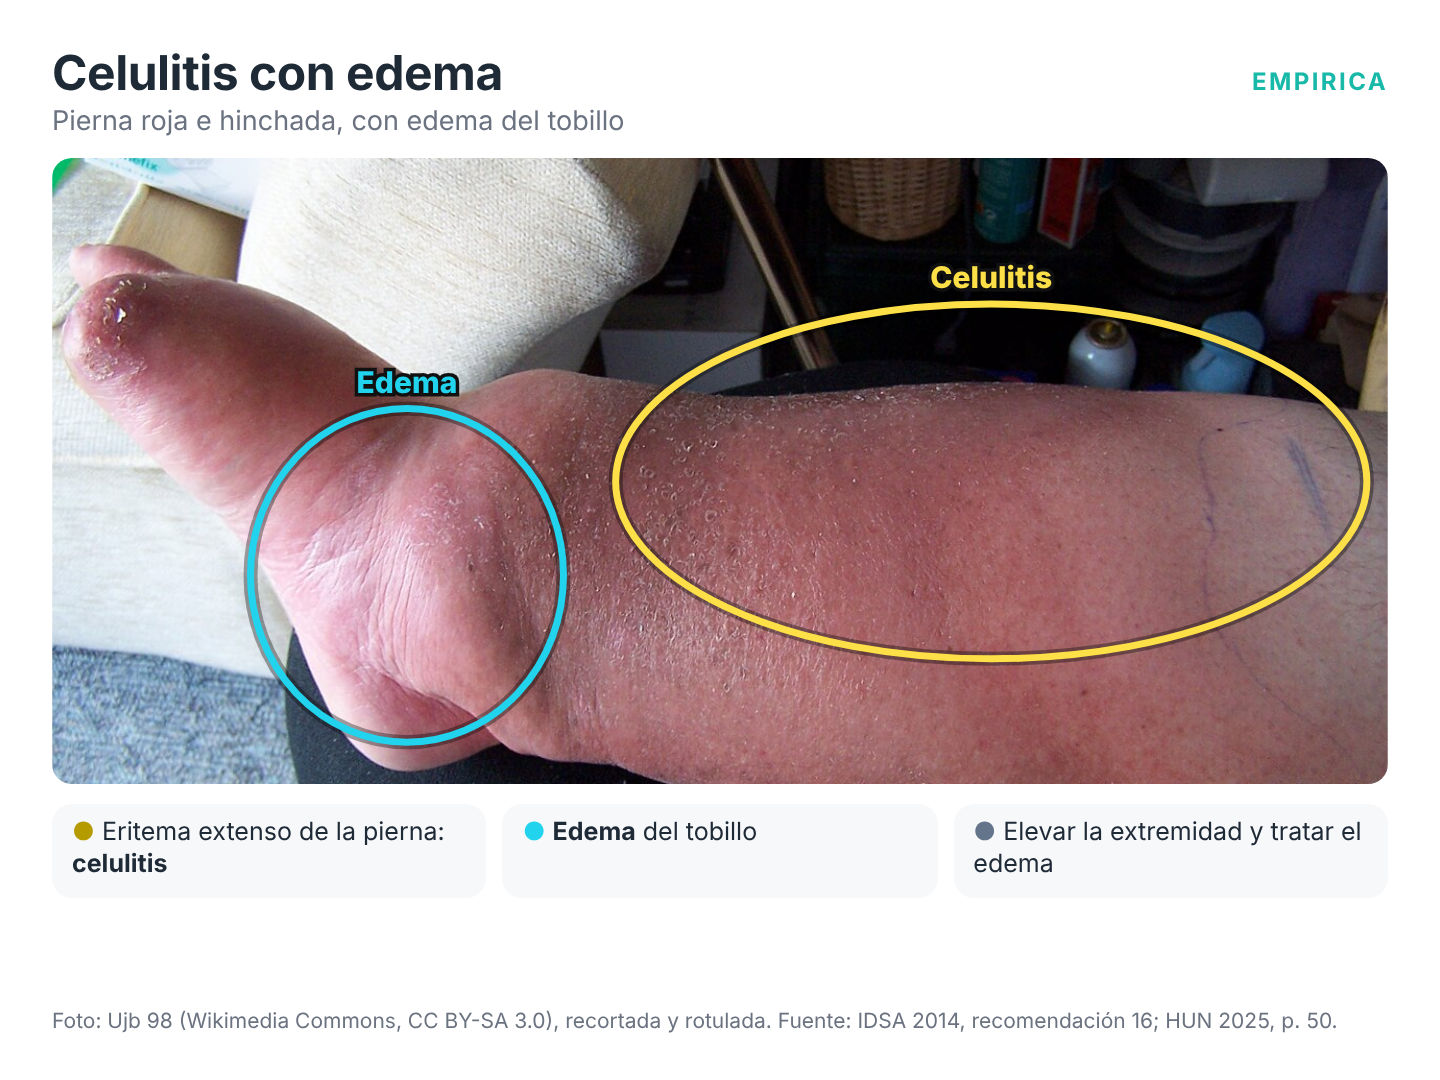 Celulitis con edema
EMPIRICA
Pierna roja e hinchada, con edema del tobillo
Celulitis
Edema
Eritema extenso de la pierna:
celulitis
Edema del tobillo
Elevar la extremidad y tratar el
edema
Foto: Ujb 98 (Wikimedia Commons, CC BY-SA 3.0), recortada y rotulada. Fuente: IDSA 2014, recomendación 16; HUN 2025, p. 50.